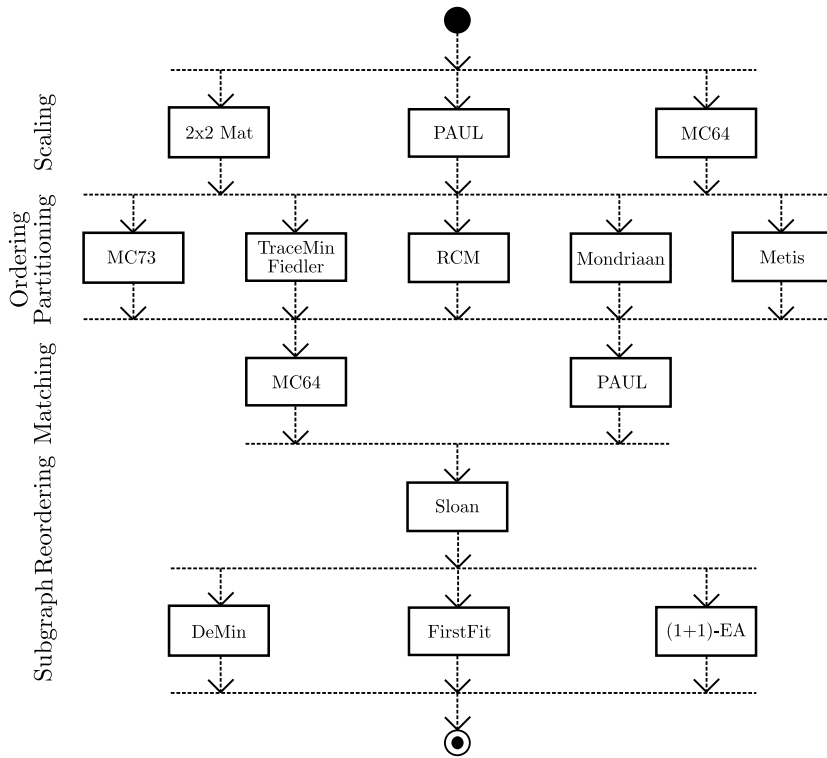 Scaling
2x2 Mat
PAUL
MC64
Ordering
Partitioning
MC73
TraceMin
Fiedler
RCM
Mondriaan
Metis
Matching
MC64
PAUL
Reordering
Sloan
Subgraph
DeMin
FirstFit
(1+1)-EA